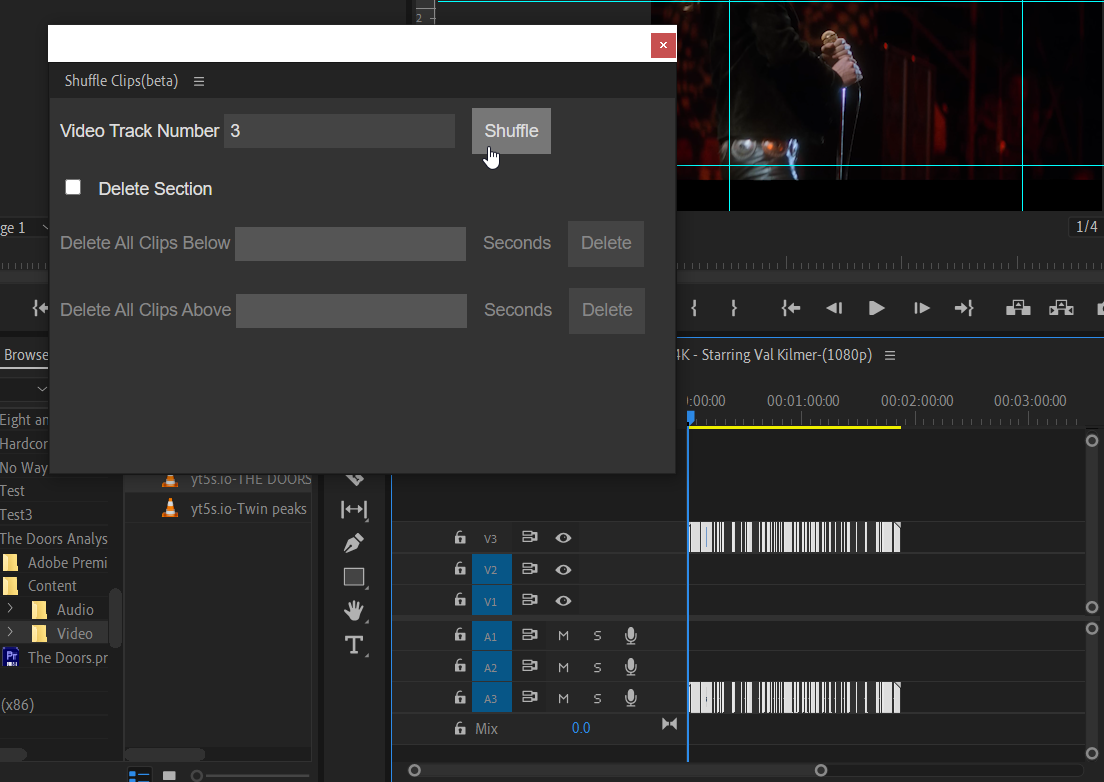 2
×
Shuffle Clips(beta)
Video Track Number 3 Shuffle
Delete Section
Delete All Clips Below Seconds Delete
Delete All Clips Above Seconds Delete
ge 1
1/4
Browse
4K - Starring Val Kilmer-(1080p)
:00:00 00:01:00:00 00:02:00:00 00:03:00:00
Eight an
Hardcor
No Way
Test
Test3
The Doors Analys
Adobe Premi
Content
Audio
Video
Pr The Doors.pr
(x86)
yt5s.io-THE DOORS
yt5s.io-Twin peaks
T
V3
V2
V1
A1 M S
A2 M S
A3 M S
Mix 0.0